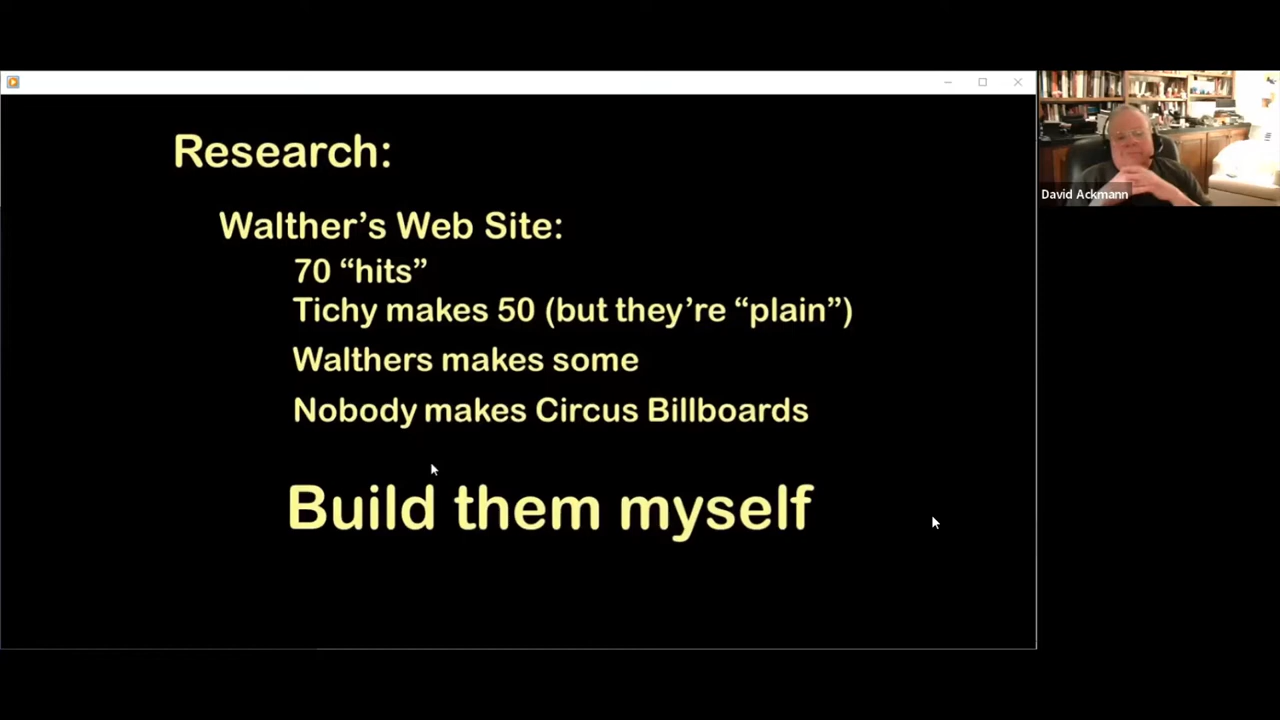 Research:
Walther’s Web Site:
70 “hits”
Tichy makes 50 (but they’re “plain”)
Walthers makes some
Nobody makes Circus Billboards
Build them myself
David Ackmann